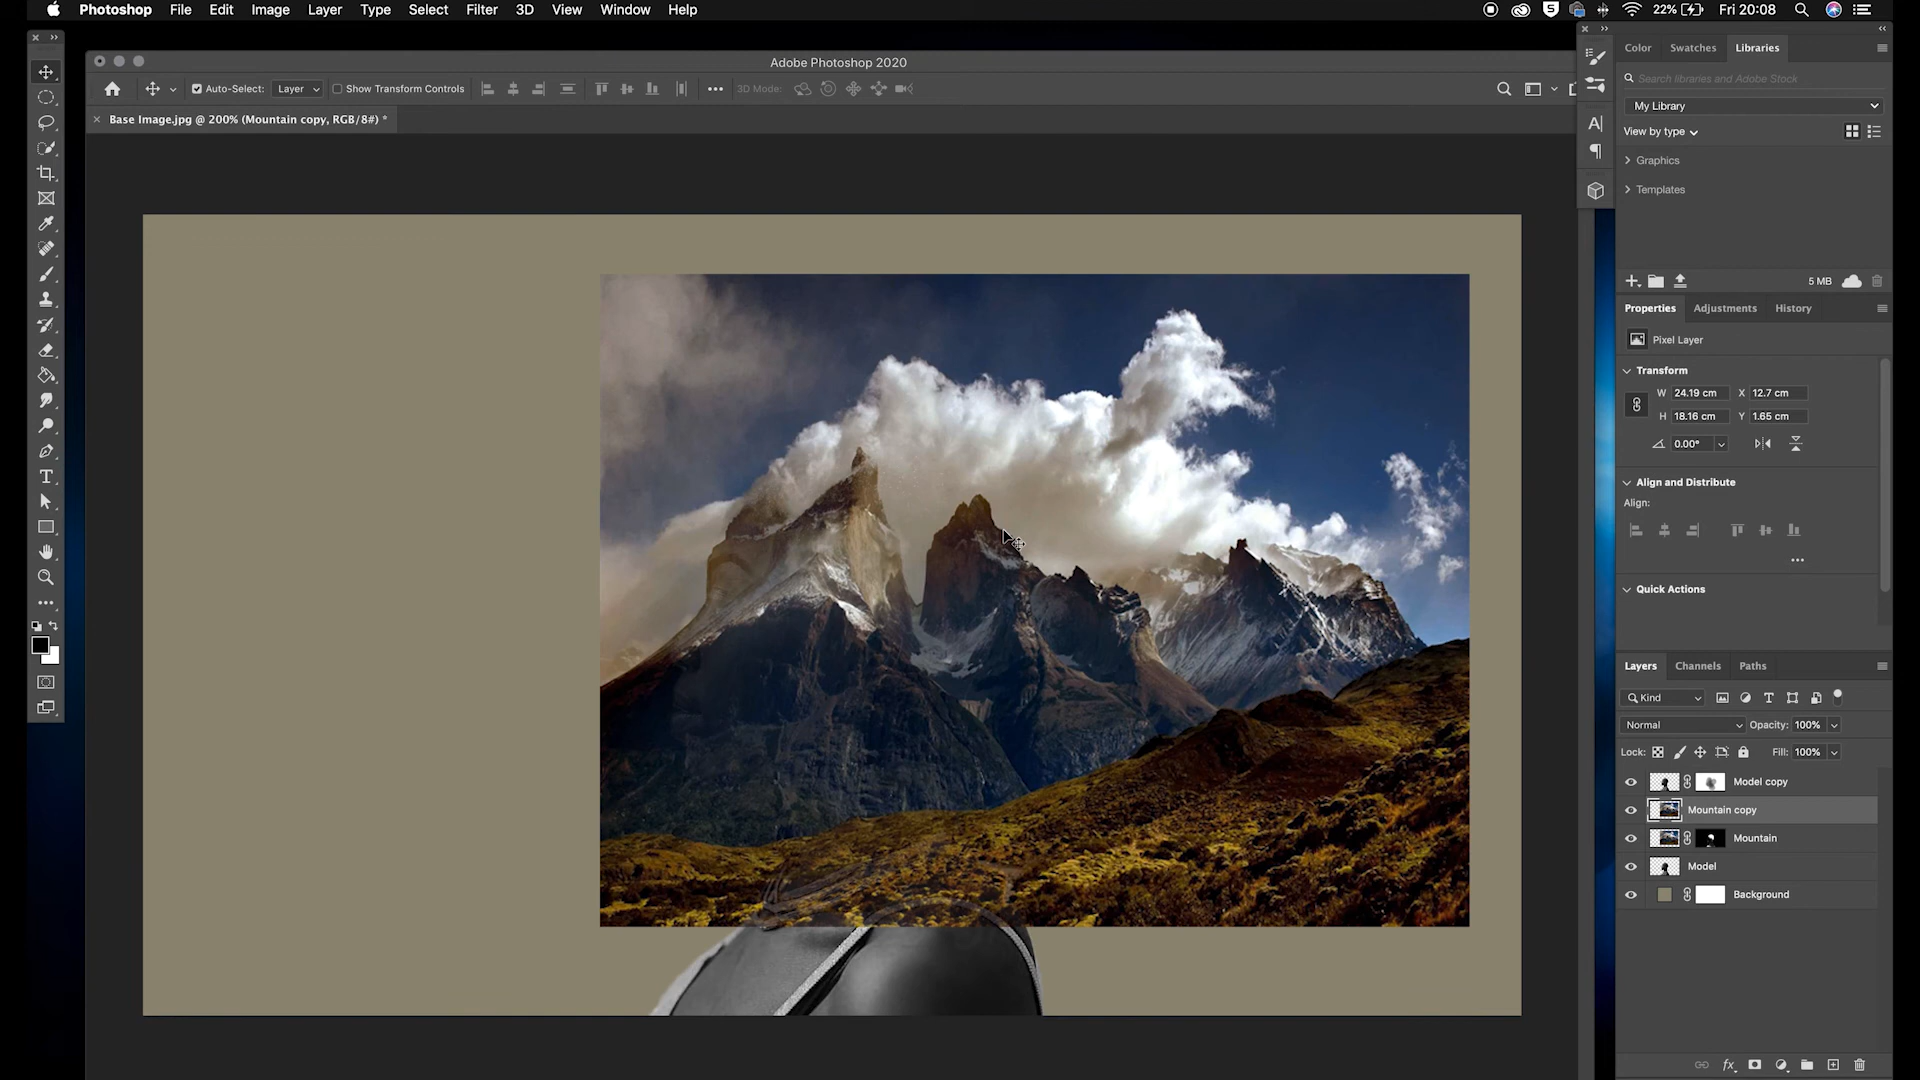 Photoshop File Edit Image Layer Type Select Filter 3D View Window Help
22% Fri 20:08
Adobe Photoshop 2020
Auto-Select: Layer Show Transform Controls 3D Mode:
Base Image.jpg @ 200% (Mountain copy, RGB/8#) *
Color Swatches Libraries
Search libraries and Adobe Stock
My Library
View by type
Graphics
Templates
5 MB
Properties Adjustments History
Pixel Layer
Transform
W 24.19 cm X 12.7 cm
H 18.16 cm Y 1.65 cm
0.00°
Align and Distribute
Align:
Quick Actions
Layers Channels Paths
Kind
Normal Opacity: 100%
Lock: Fill: 100%
Model copy
Mountain copy
Mountain
Model
Background